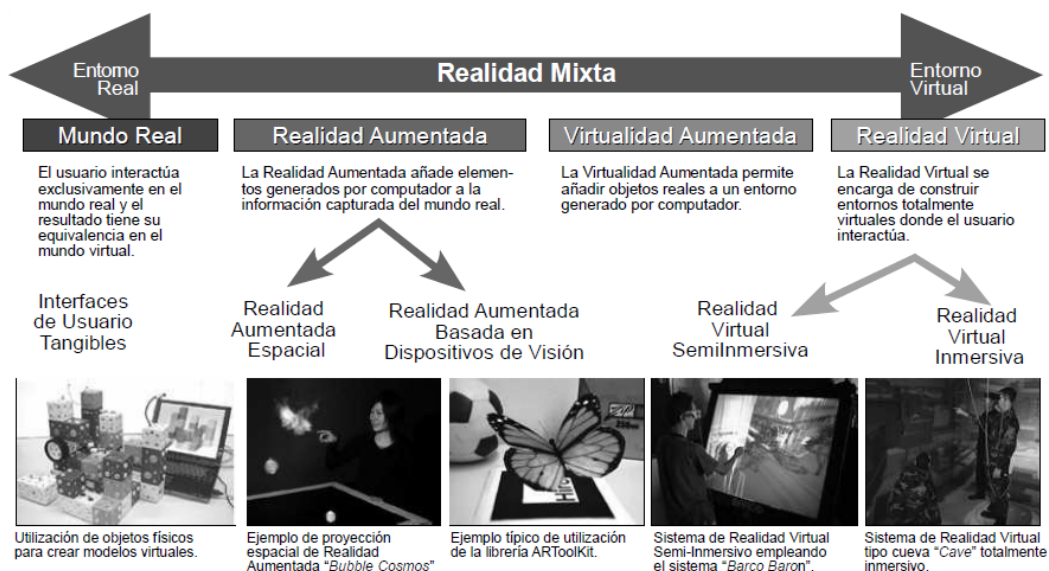 Entorno
Real
Realidad Mixta
Entorno
Virtual
Mundo Real
Realidad Aumentada
Virtualidad Aumentada
Realidad Virtual
El usuario interactúa
exclusivamente en el
mundo real y el
resultado tiene su
equivalencia en el
mundo virtual.
La Realidad Aumentada añade elemen-
tos generados por computador a la
información capturada del mundo real.
La Virtualidad Aumentada permite
añadir objetos reales a un entorno
generado por computador.
La Realidad Virtual se
encarga de construir
entornos totalmente
virtuales donde el usuario
interactúa.
Interfaces
de Usuario
Tangibles
Realidad
Aumentada
Espacial
Realidad Aumentada
Basada en
Dispositivos de Visión
Realidad
Virtual
SemiInmersiva
Realidad
Virtual
Inmersiva
Utilización de objetos físicos
para crear modelos virtuales.
Ejemplo de proyección
espacial de Realidad
Aumentada “Bubble Cosmos”
Ejemplo típico de utilización
de la librería ARToolKit.
Sistema de Realidad Virtual
Semi-Inmersivo empleando
el sistema “Barco Baron”.
Sistema de Realidad Virtual
tipo cueva “Cave” totalmente
inmersivo.